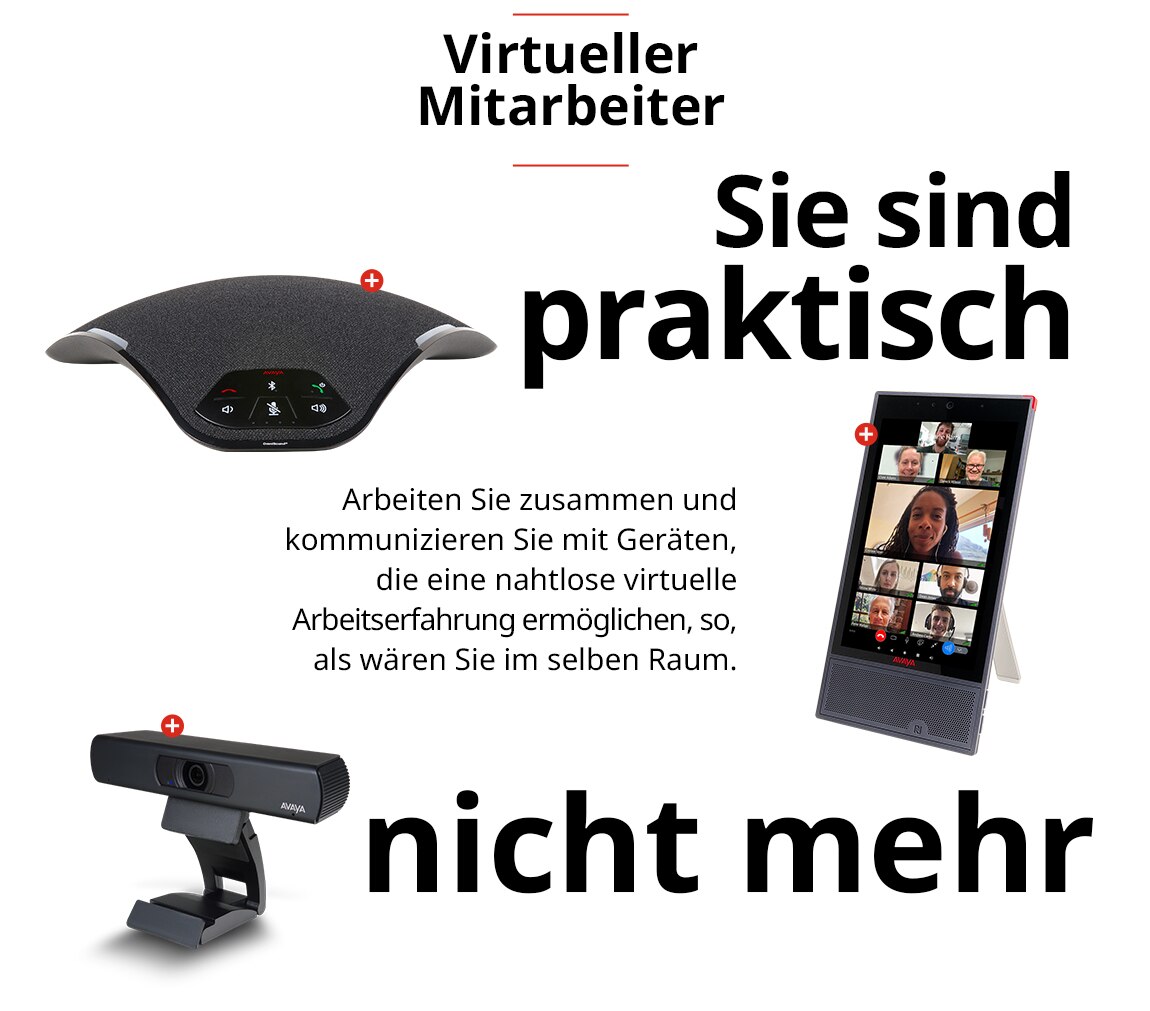 Virtueller
Mitarbeiter
Sie sind
praktisch
AVAYA
Arbeiten Sie zusammen und
kommunizieren Sie mit Geräten,
die eine nahtlose virtuelle
Arbeitserfahrung ermöglichen, so,
als wären Sie im selben Raum.
AVAYA
AVAYA
nicht mehr